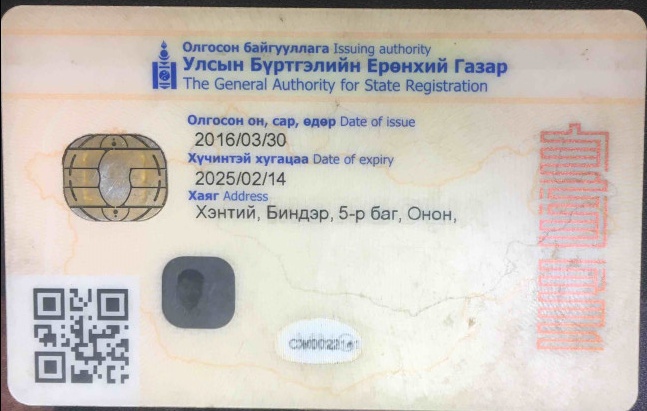 Олгосон байгууллага Issuing authority
Улсын Бүртгэлийн Ерөнхий Газар
The General Authority for State Registration
Олгосон он, сар, өдөр Date of issue
2016/03/30
Хүчинтэй хугацаа Date of expiry
2025/02/14
Хаяг Address
Хэнтий, Биндэр, 5-р баг, Онон,